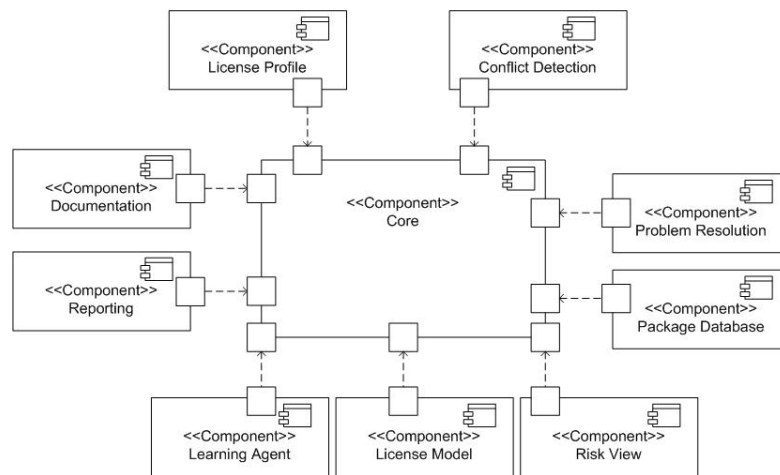 <<Component>>
License Profile
<<Component>>
Conflict Detection
<<Component>>
Documentation
<<Component>>
Core
<<Component>>
Problem Resolution
<<Component>>
Reporting
<<Component>>
Package Database
<<Component>>
Learning Agent
<<Component>>
License Model
<<Component>>
Risk View